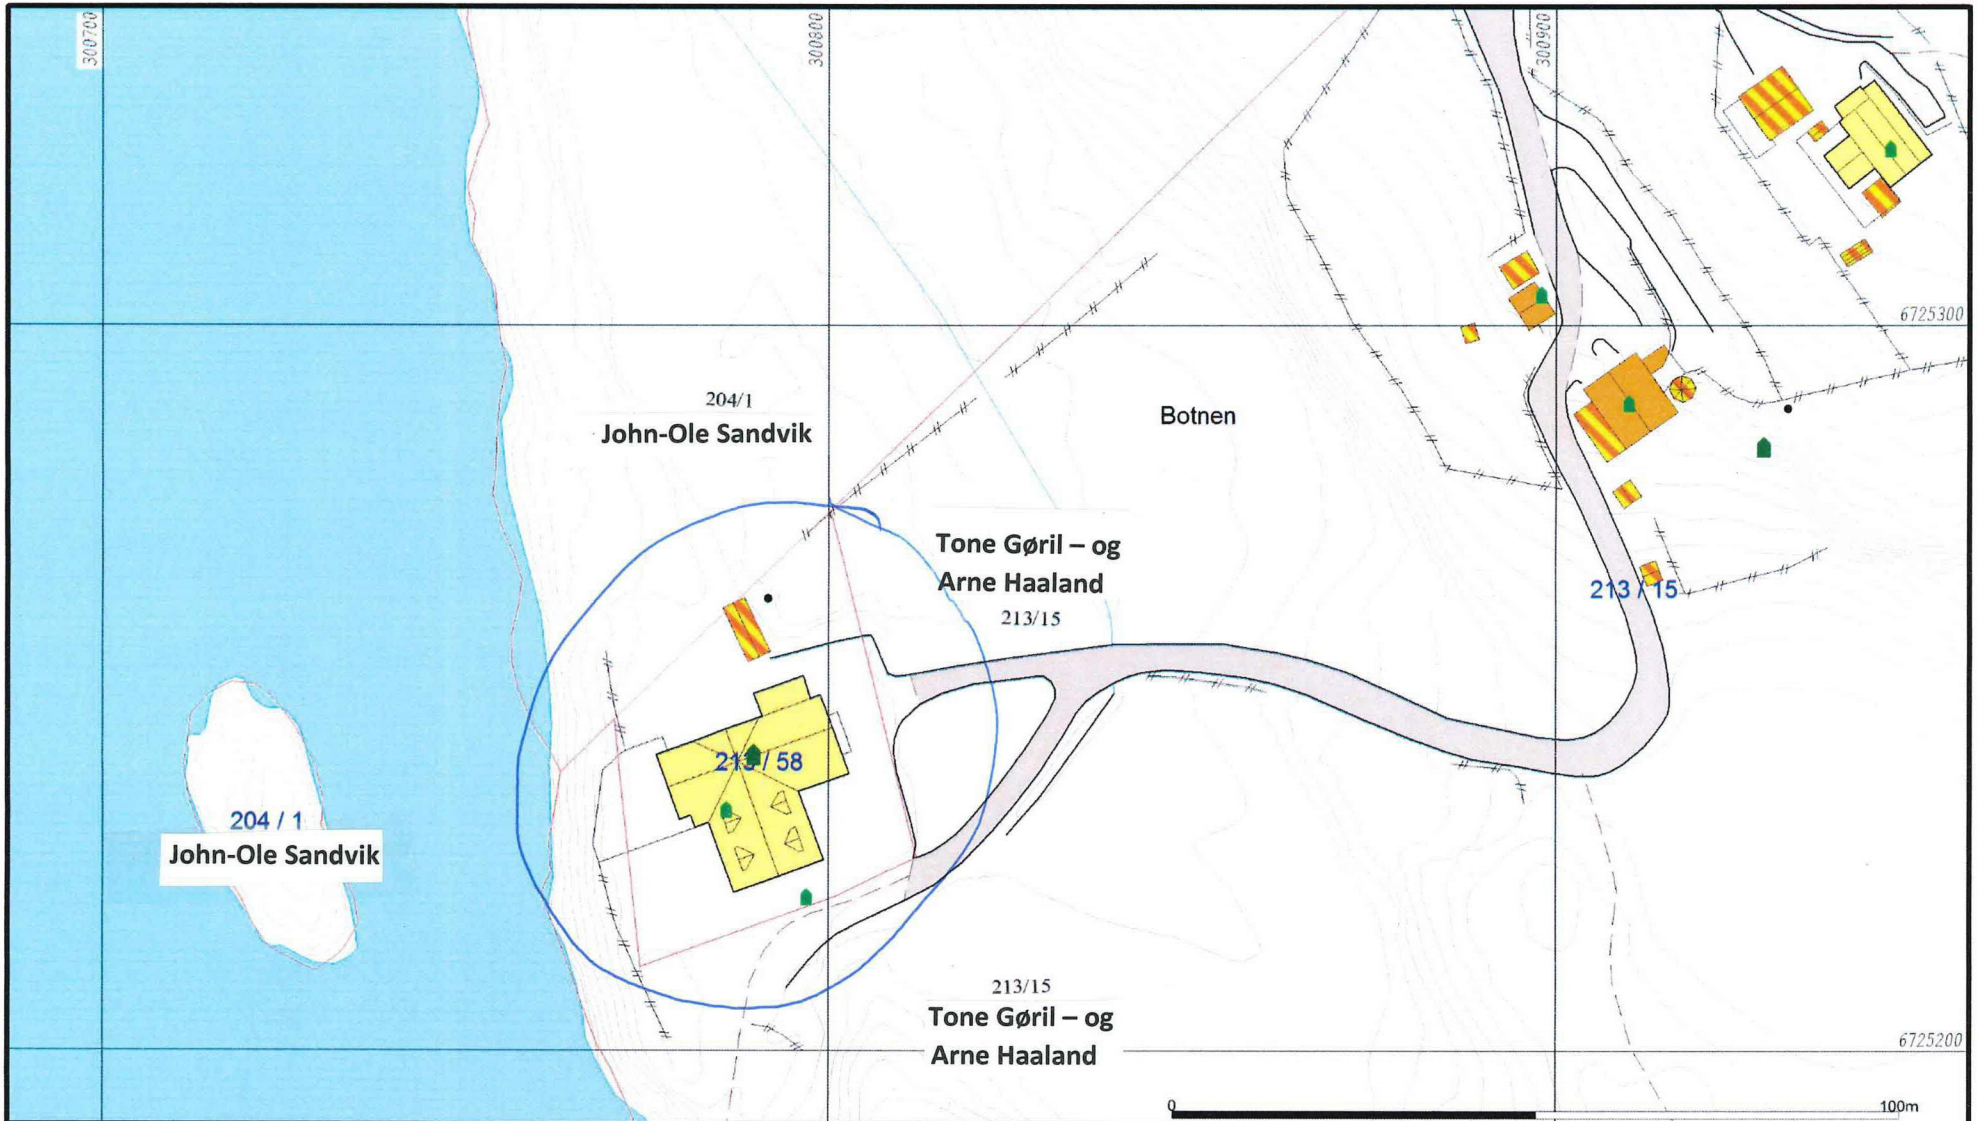 300700
300800
300900
6725300
204/1
John-Ole Sandvik
Botnen
Tone Gøril – og
Arne Haaland
213/15
213 / 15
213 / 58
204 / 1
John-Ole Sandvik
213/15
Tone Gøril – og
Arne Haaland
6725200
0
100m